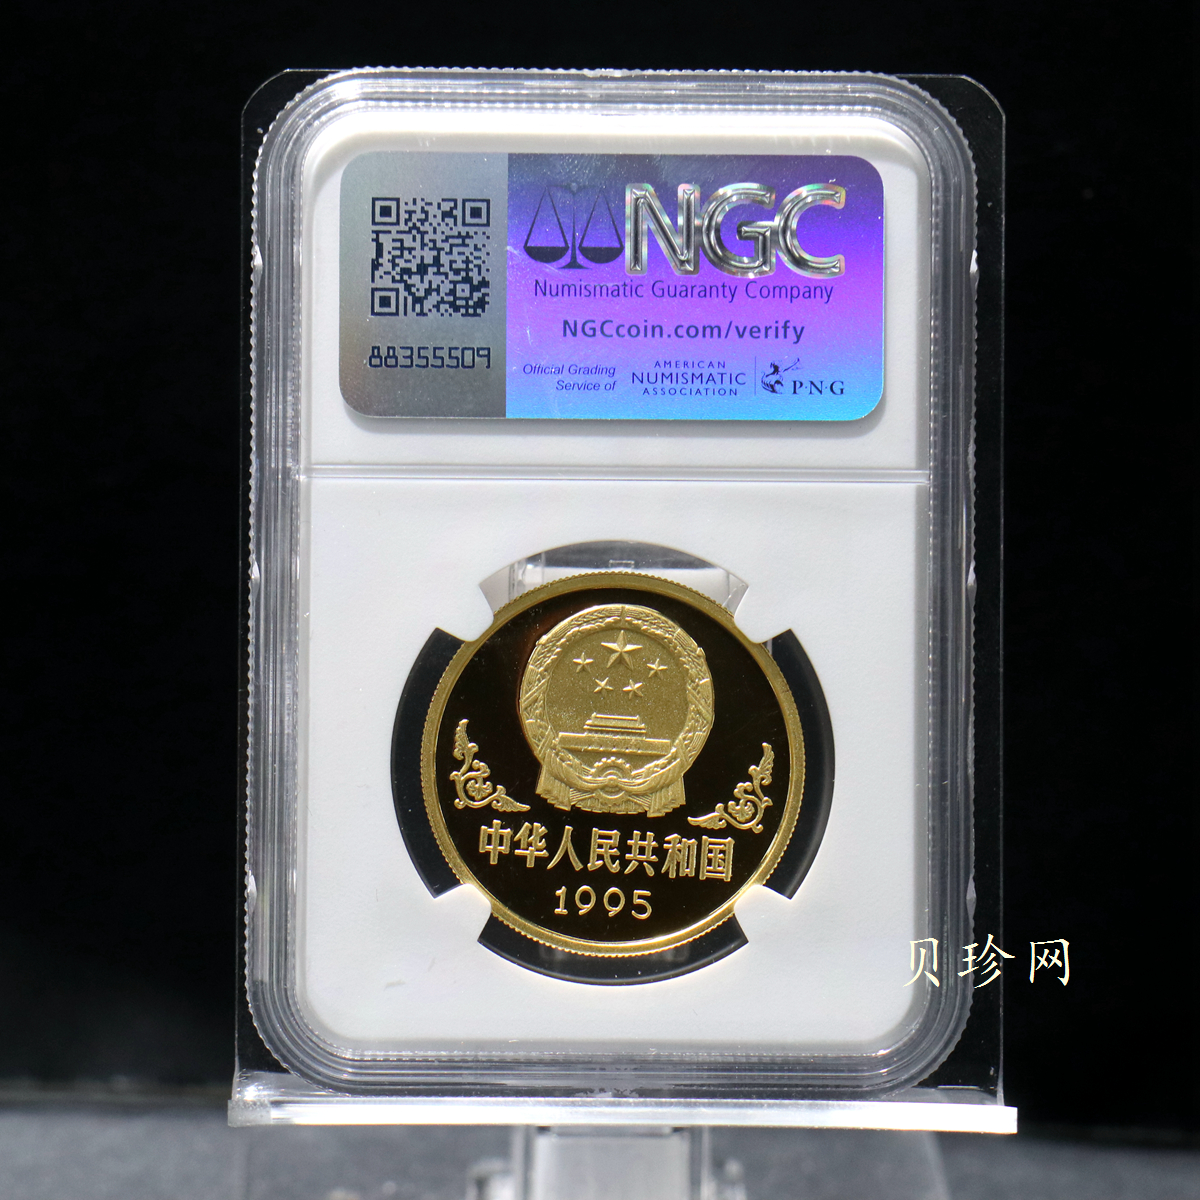 NGC
Numismatic Guaranty Company
NGCcoin.com/verify
88355509
Official Grading
Service of
AMERICAN
NUMISMATIC
ASSOCIATION
P·N·G
中华人民共和国
1995
贝珍网